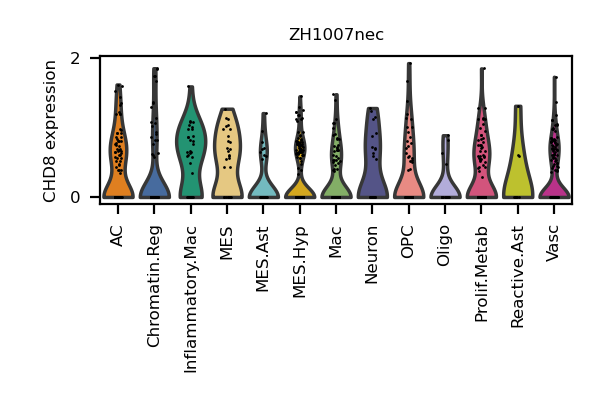 ZH1007nec
CHD8 expression
2
0
AC
Chromatin.Reg
Inflammatory.Mac
MES
MES.Ast
MES.Hyp
Mac
Neuron
OPC
Oligo
Prolif.Metab
Reactive.Ast
Vasc